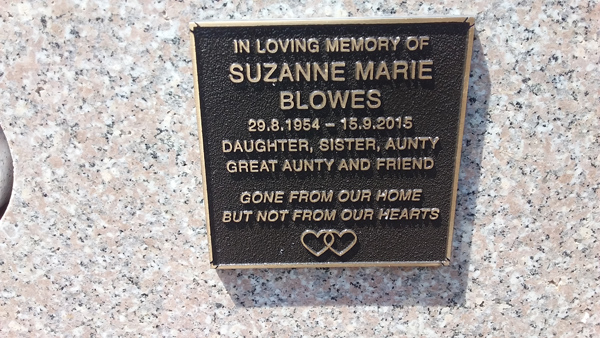 IN LOVING MEMORY OF
SUZANNE MARIE
BLOWES
29.8.1954 – 15.9.2015
DAUGHTER, SISTER, AUNTY
GREAT AUNTY AND FRIEND
GONE FROM OUR HOME
BUT NOT FROM OUR HEARTS